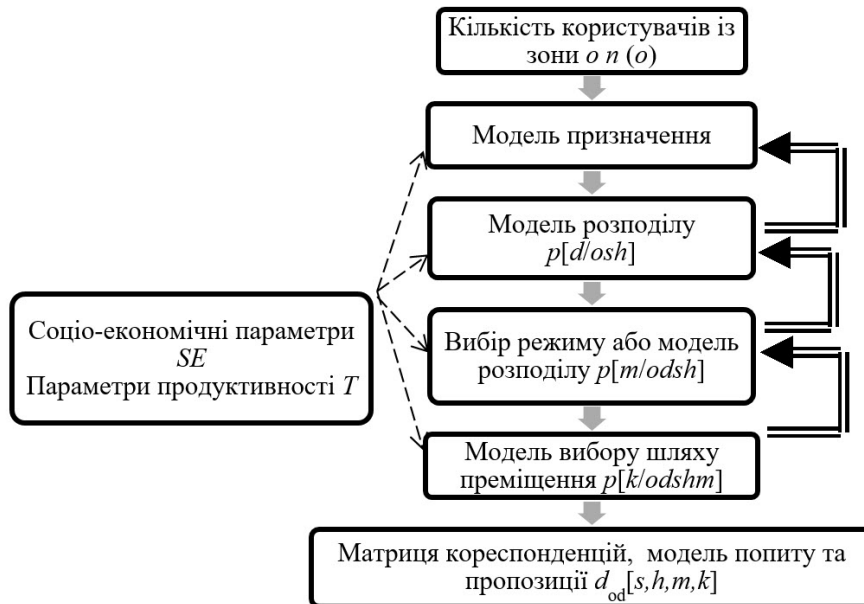 Кількість користувачів із
зони o n (o)
Модель призначення
Модель розподілу
p[d/osh]
Соціо-економічні параметри
SE
Параметри продуктивності T
Вибір режиму або модель
розподілу p[m/odsh]
Модель вибору шляху
преміщення p[k/odshm]
Матриця кореспонденцій, модель попиту та
пропозиції d_od[s,h,m,k]